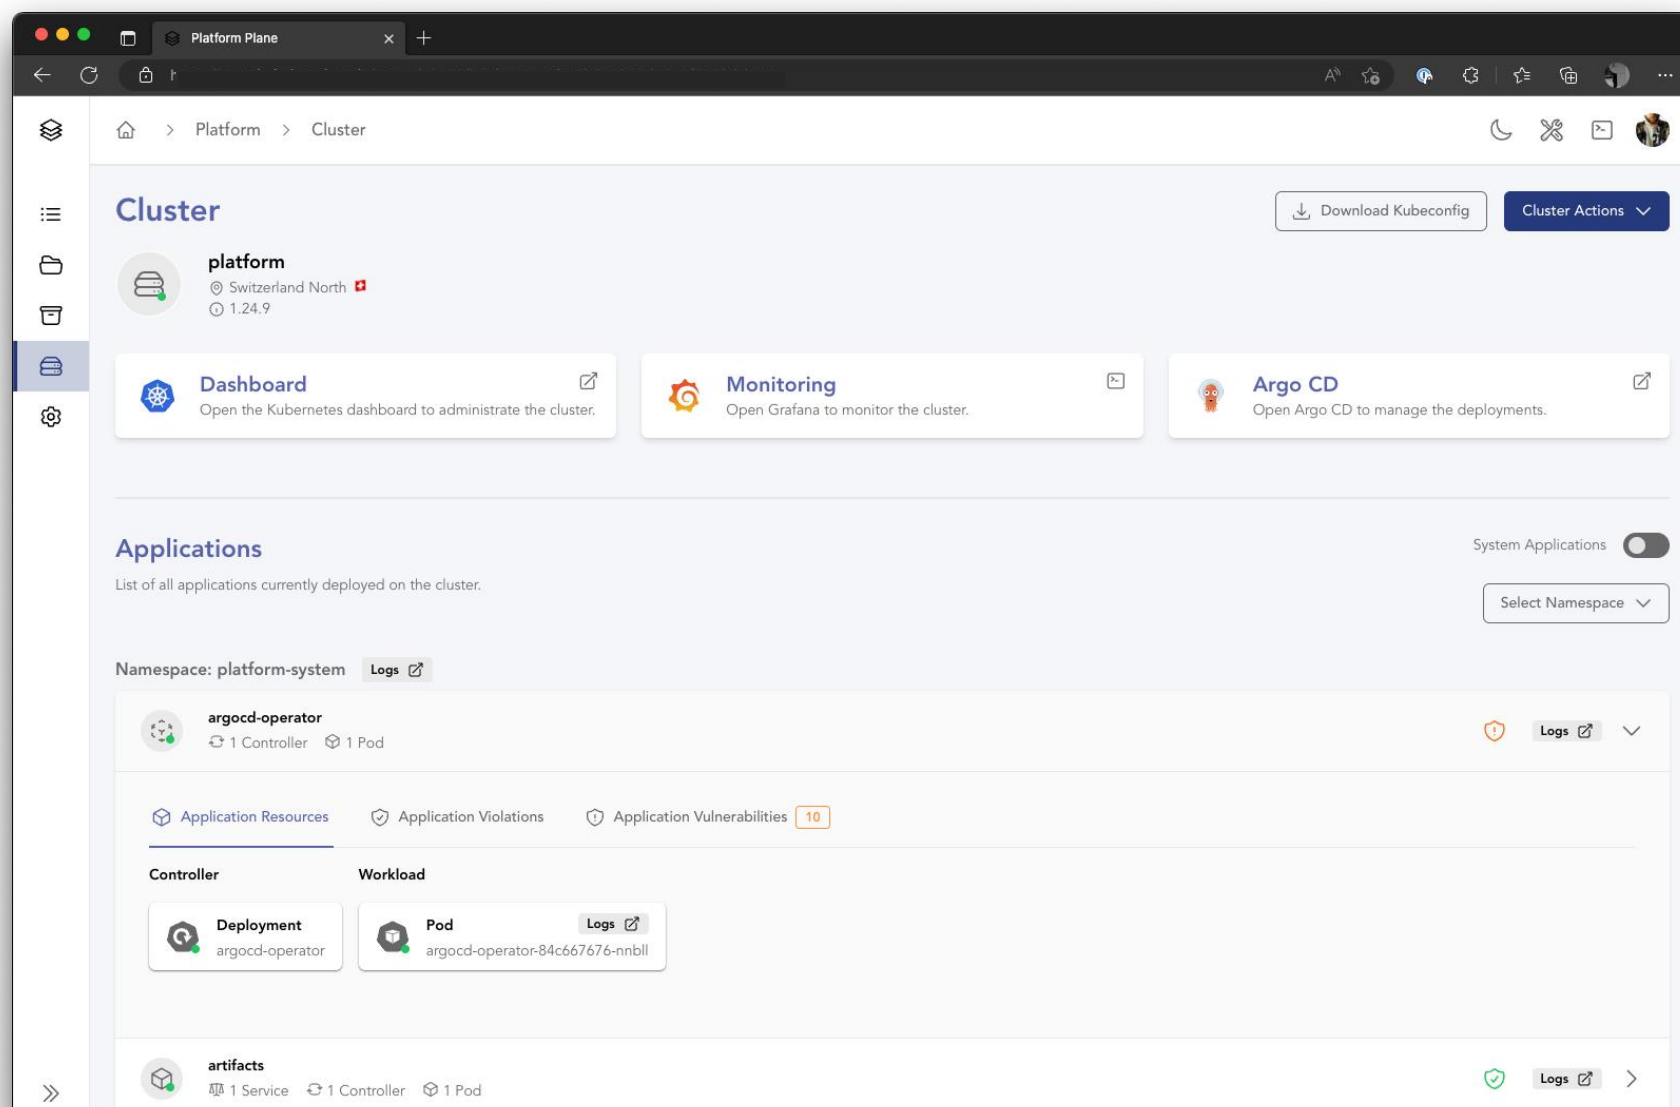 Platform Plane
Platform > Cluster
Cluster
Download Kubeconfig
Cluster Actions
platform
Switzerland North
1.24.9
Dashboard
Open the Kubernetes dashboard to administrate the cluster.
Monitoring
Open Grafana to monitor the cluster.
Argo CD
Open Argo CD to manage the deployments.
Applications
System Applications
List of all applications currently deployed on the cluster.
Select Namespace
Namespace: platform-system Logs
argocd-operator
1 Controller 1 Pod
Logs
Application Resources Application Violations Application Vulnerabilities 10
Controller Workload
Deployment
argocd-operator
Pod Logs
argocd-operator-84c667676-nnbll
artifacts
1 Service 1 Controller 1 Pod
Logs